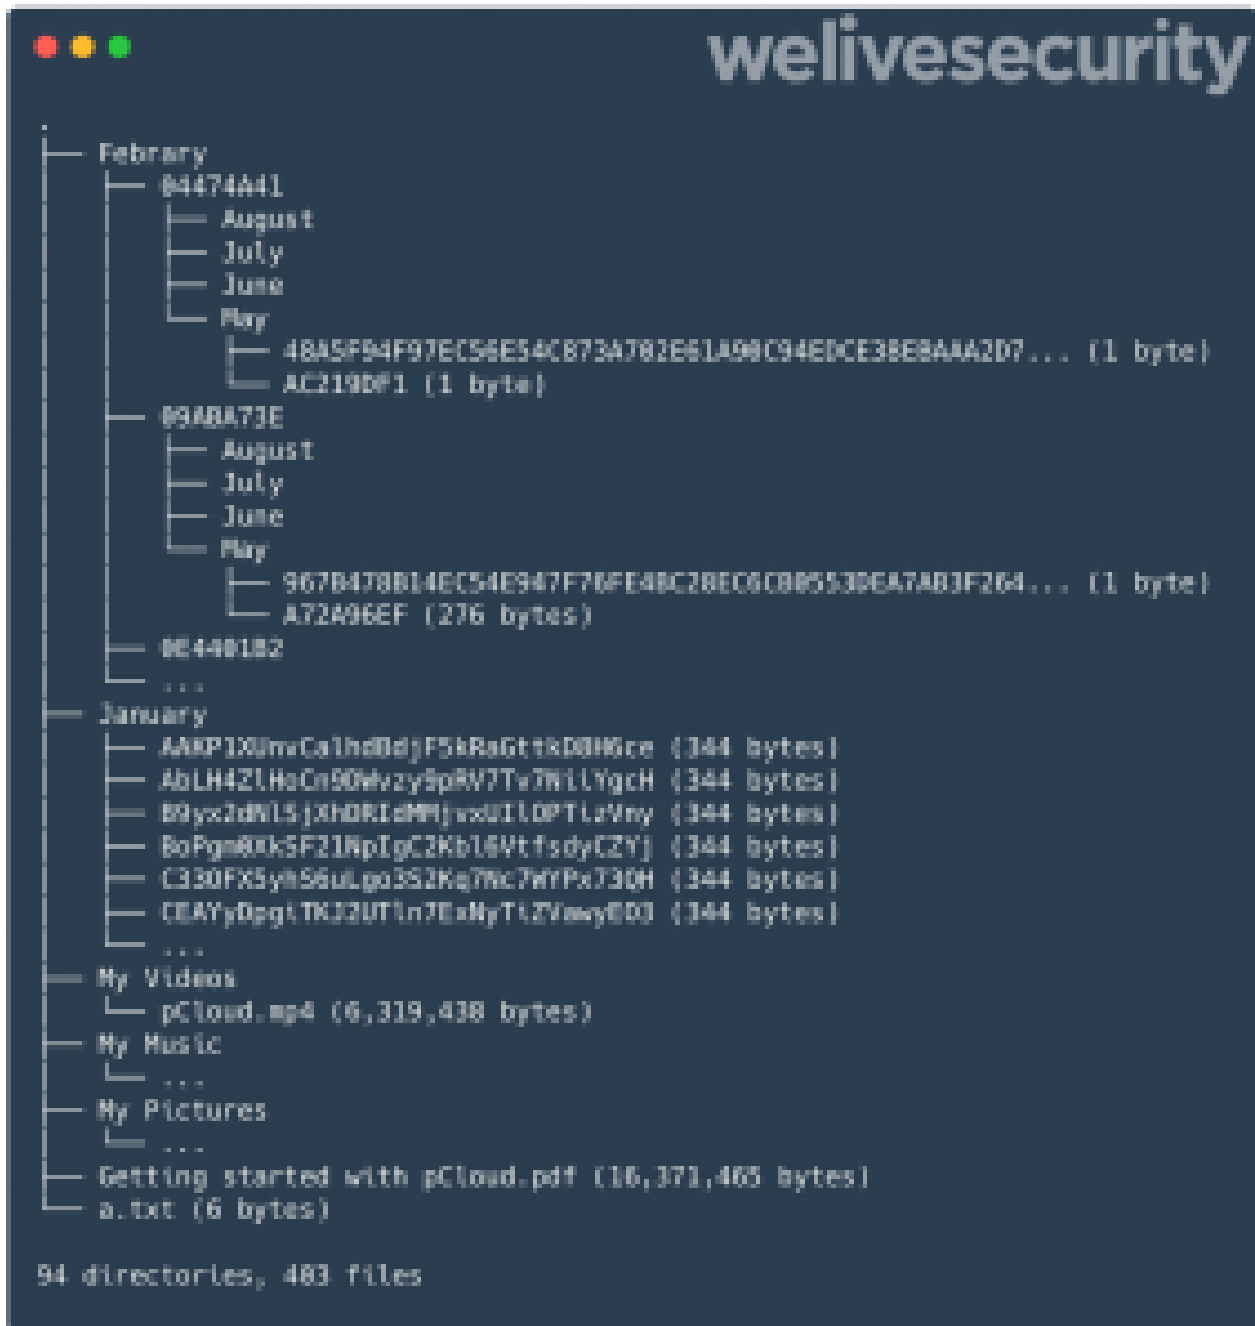 welivesecurity
.
├── Febrary
│   ├── 04474A41
│   │   ├── August
│   │   ├── July
│   │   ├── June
│   │   └── May
│   │       ├── (1 byte)
│   │       └── AC219DF1 (1 byte)
│   ├── 09ABA73E
│   │   ├── August
│   │   ├── July
│   │   ├── June
│   │   └── May
│   │       ├── (1 byte)
│   │       └── A72A96EF (276 bytes)
│   ├── 0E4401B2
│   └── ...
├── January
│   ├── (344 bytes)
│   ├── (344 bytes)
│   ├── (344 bytes)
│   ├── (344 bytes)
│   ├── (344 bytes)
│   ├── (344 bytes)
│   └── ...
├── My Videos
│   └── pCloud.mp4 (6,319,438 bytes)
├── My Music
│   └── ...
├── My Pictures
│   └── ...
├── Getting started with pCloud.pdf (16,371,465 bytes)
└── a.txt (6 bytes)
94 directories, 403 files